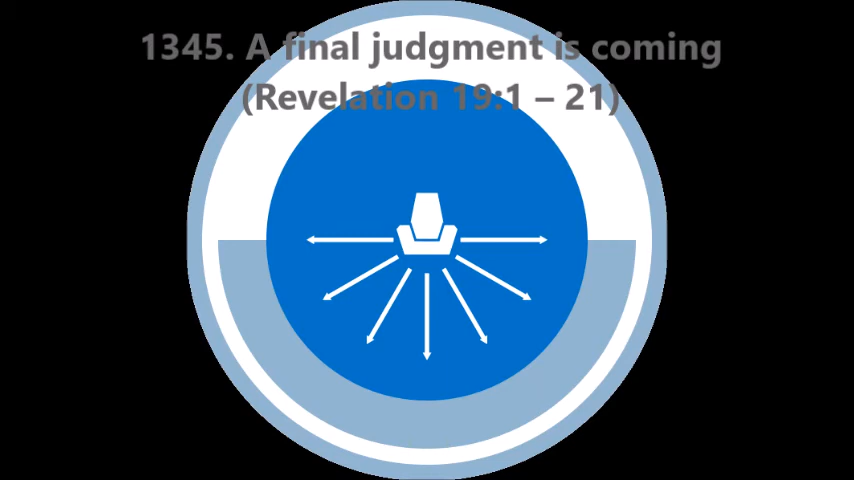 1345. A final judgment is coming
(Revelation 19:1 – 21)